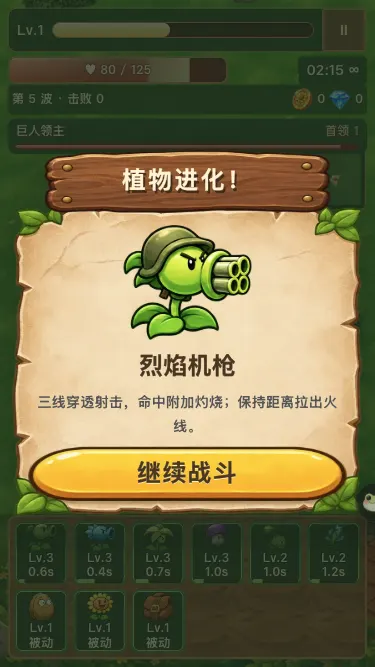 Lv.1
II
♥ 80 / 125
02:15 ∞
第 5 波 · 击败 0
0
0
巨人领主
首领 1
植物进化！
烈焰机枪
三线穿透射击，命中附加灼烧；保持距离拉出火
线。
继续战斗
Lv.3
Lv.3
Lv.3
Lv.3
Lv.2
Lv.2
0.6s
0.4s
0.7s
1.0s
1.0s
1.2s
Lv.1
Lv.1
Lv.1
被动
被动
被动